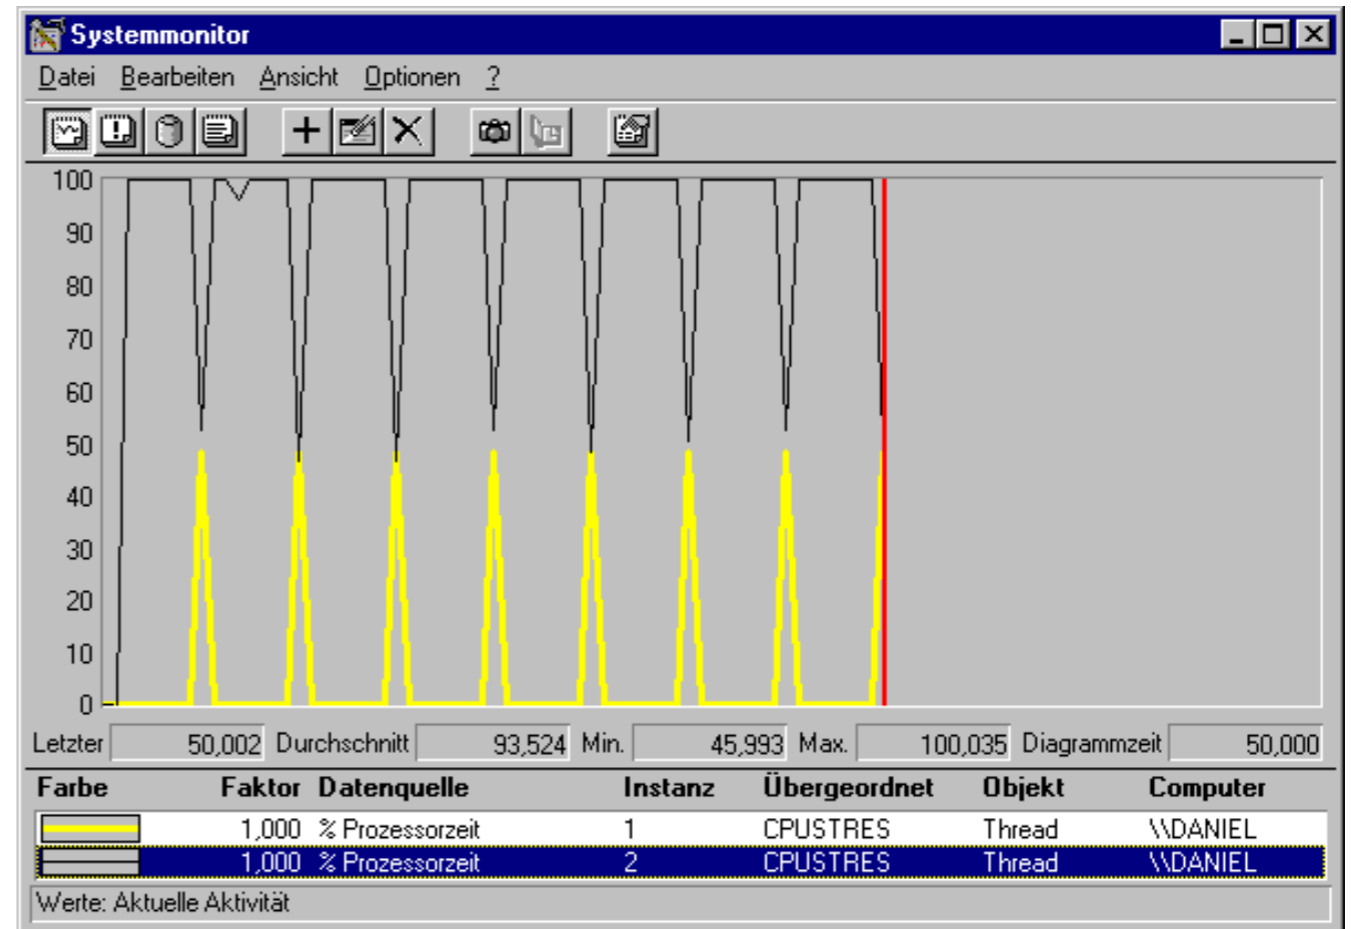 Systemmonitor
Datei Bearbeiten Ansicht Optionen ?
100
90
80
70
60
50
40
30
20
10
0
Letzter 50,002 Durchschnitt 93,524 Min. 45,993 Max. 100,035 Diagrammzeit 50,000
Farbe Faktor Datenquelle Instanz Übergeordnet Objekt Computer
1,000 % Prozessorzeit 1 CPUSTRES Thread \\DANIEL
1,000 % Prozessorzeit 2 CPUSTRES Thread \\DANIEL
Werte: Aktuelle Aktivität